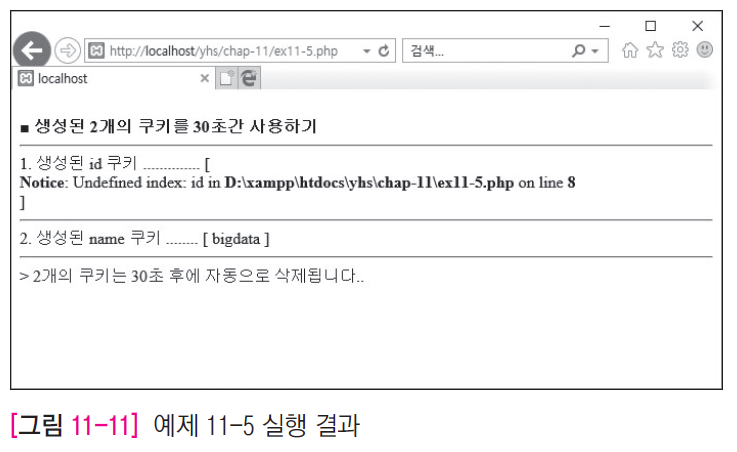 http://localhost/yhs/chap-11/ex11-5.php
검색...
localhost
■ 생성된 2개의 쿠키를 30초간 사용하기
1. 생성된 id 쿠키 .............. [
Notice: Undefined index: id in D:\xampp\htdocs\yhs\chap-11\ex11-5.php on line 8
]
2. 생성된 name 쿠키 ........ [ bigdata ]
> 2개의 쿠키는 30초 후에 자동으로 삭제됩니다..
[그림 11-11] 예제 11-5 실행 결과